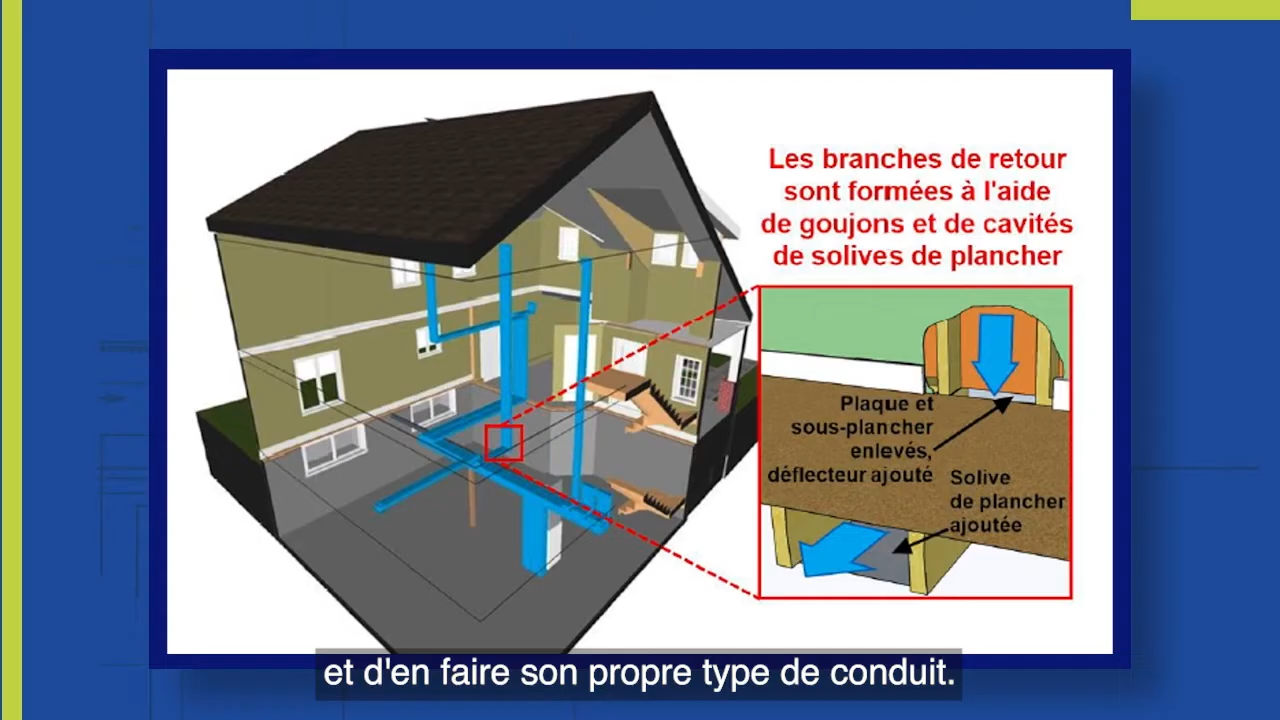 Les branches de retour
sont formées à l'aide
de goujons et de cavités
de solives de plancher
Plaque et
sous-plancher
enlevés,
déflecteur ajouté
Solive
de plancher
ajoutée
et d'en faire son propre type de conduit.